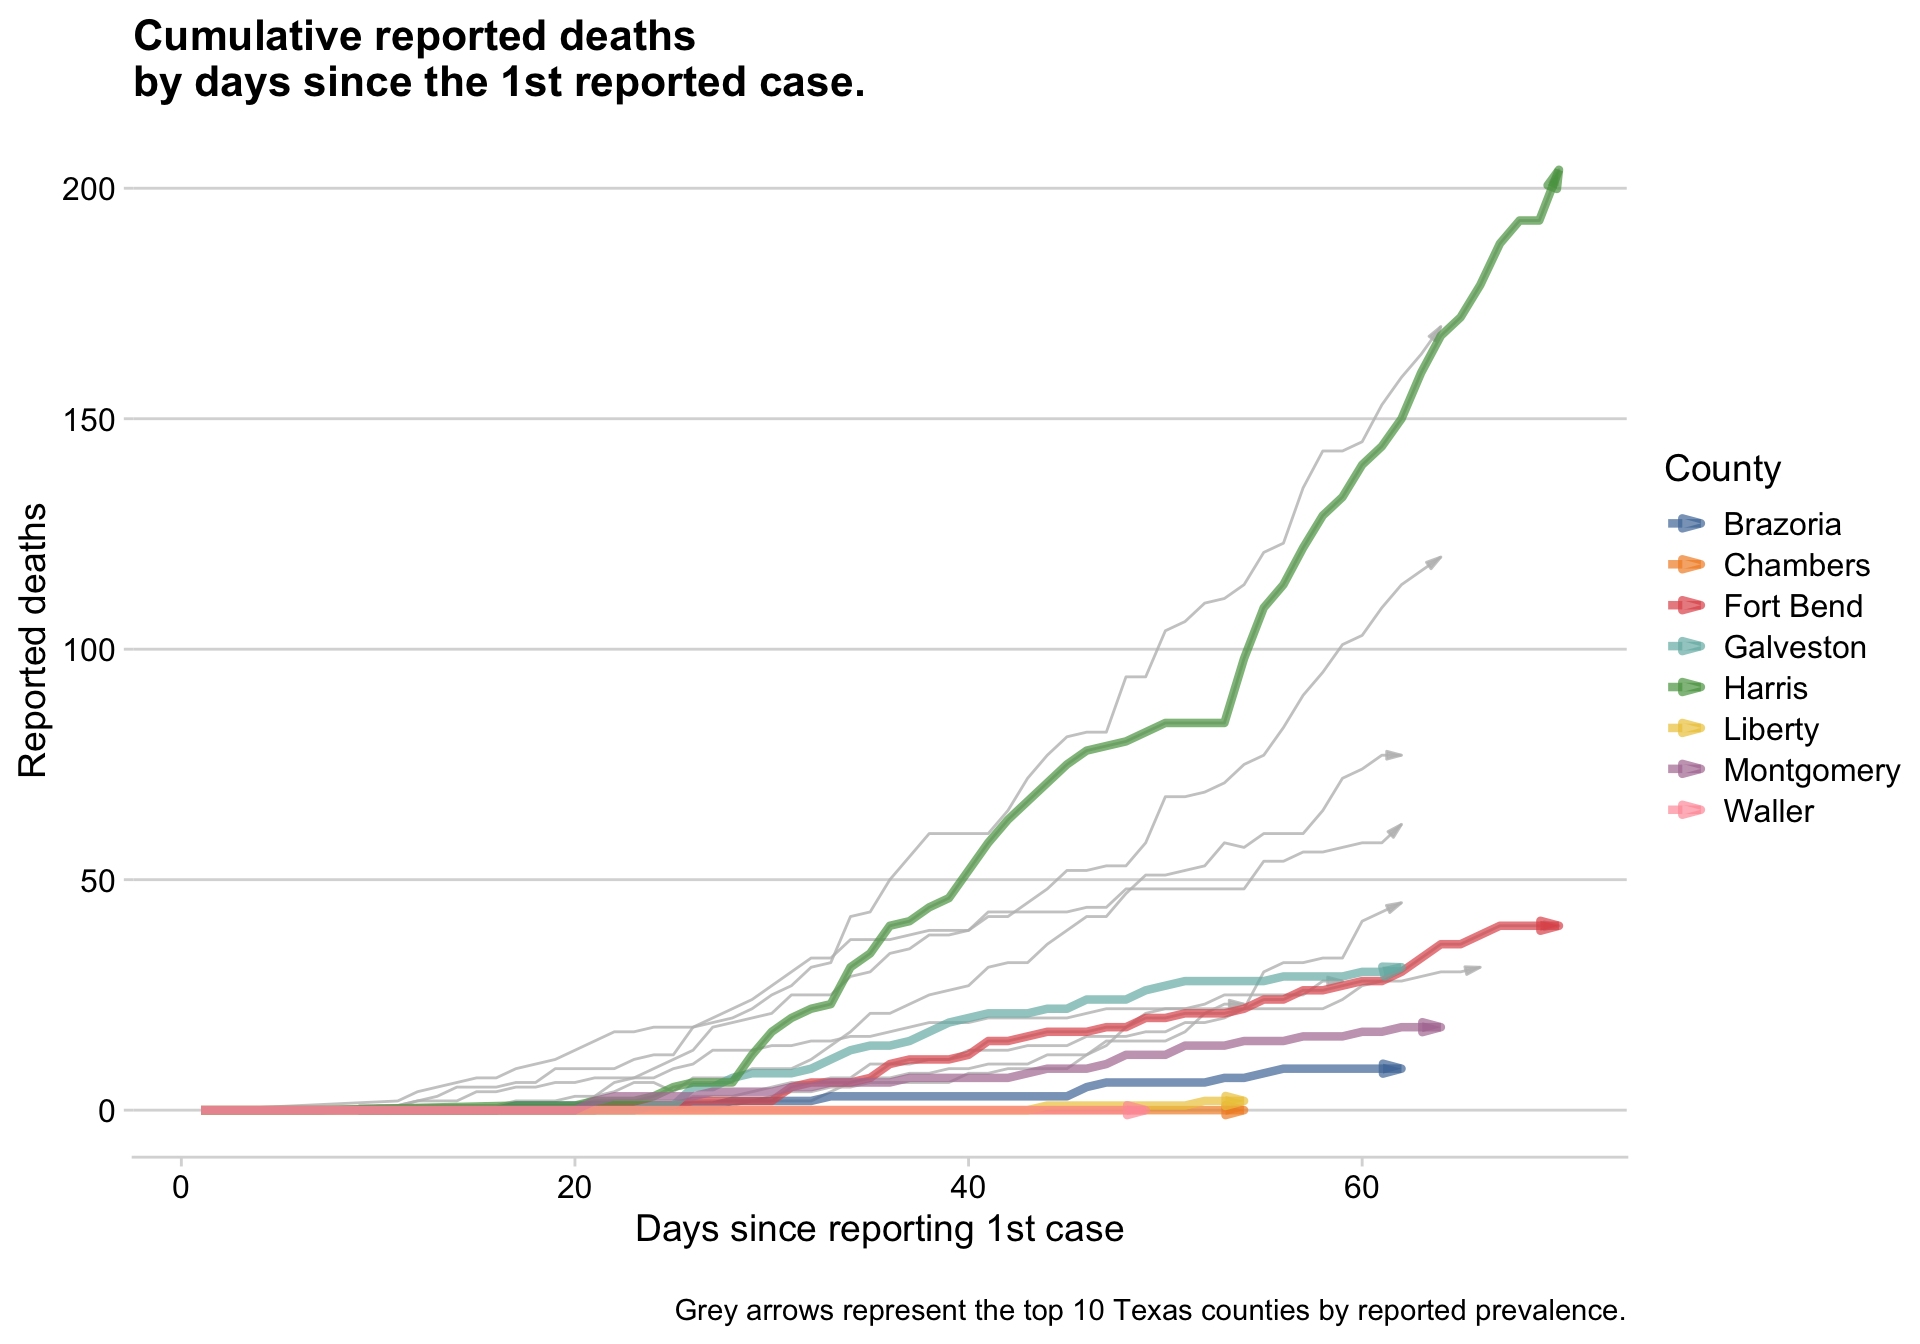 Cumulative reported deaths
by days since the 1st reported case.
200
150
100
50
0
Reported deaths
0
20
40
60
Days since reporting 1st case
County
Brazoria
Chambers
Fort Bend
Galveston
Harris
Liberty
Montgomery
Waller
Grey arrows represent the top 10 Texas counties by reported prevalence.